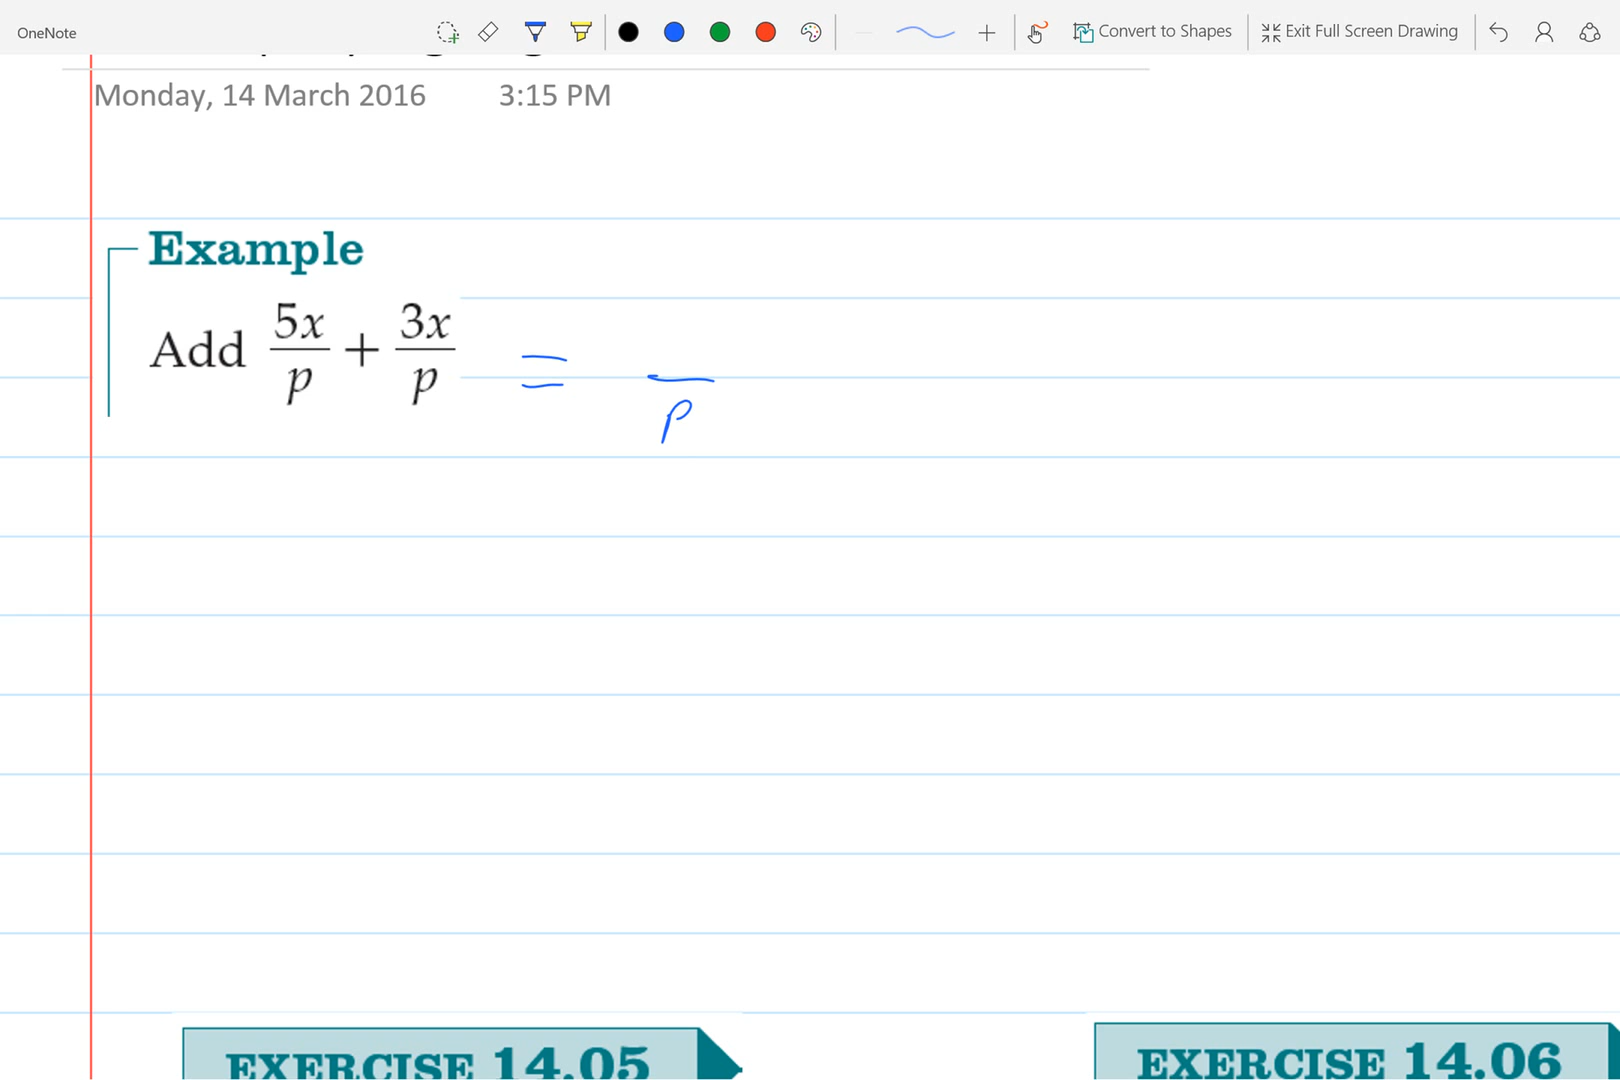 OneNote
Convert to Shapes
Exit Full Screen Drawing
Monday, 14 March 2016 3:15 PM
Example
Add 5x/p + 3x/p = /p
EXERCISE 14.05
EXERCISE 14.06